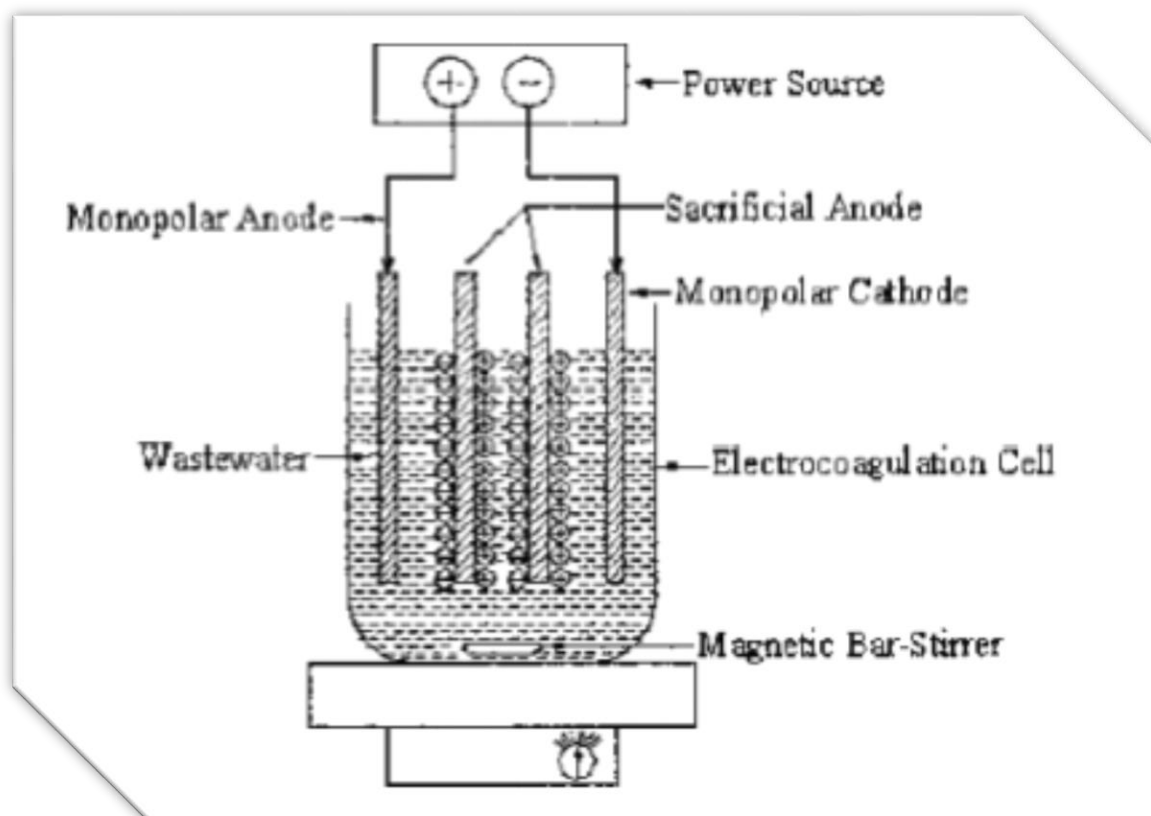 + −
Power Source
Monopolar Anode
Sacrificial Anode
Monopolar Cathode
Wastewater
Electrocoagulation Cell
Magnetic Bar-Stirrer